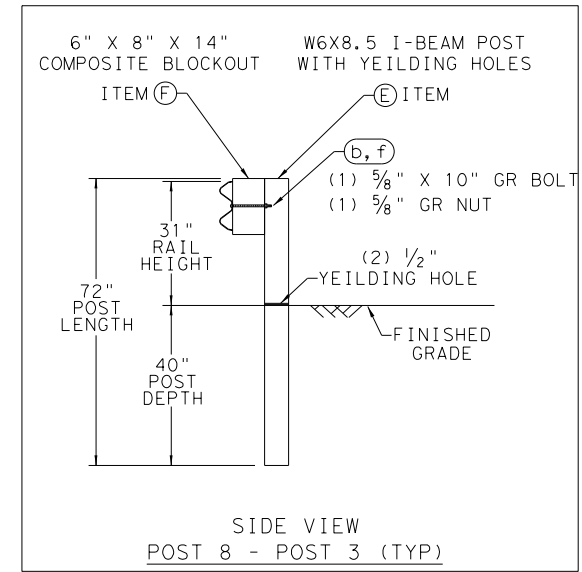 6" X 8" X 14"
COMPOSITE BLOCKOUT
ITEM F
W6X8.5 I-BEAM POST
WITH YEILDING HOLES
E ITEM
b, f
(1) ⅝" X 10" GR BOLT
(1) ⅝" GR NUT
31"
RAIL
HEIGHT
(2) ½"
YEILDING HOLE
72"
POST
LENGTH
FINISHED
GRADE
40"
POST
DEPTH
SIDE VIEW
POST 8 - POST 3 (TYP)